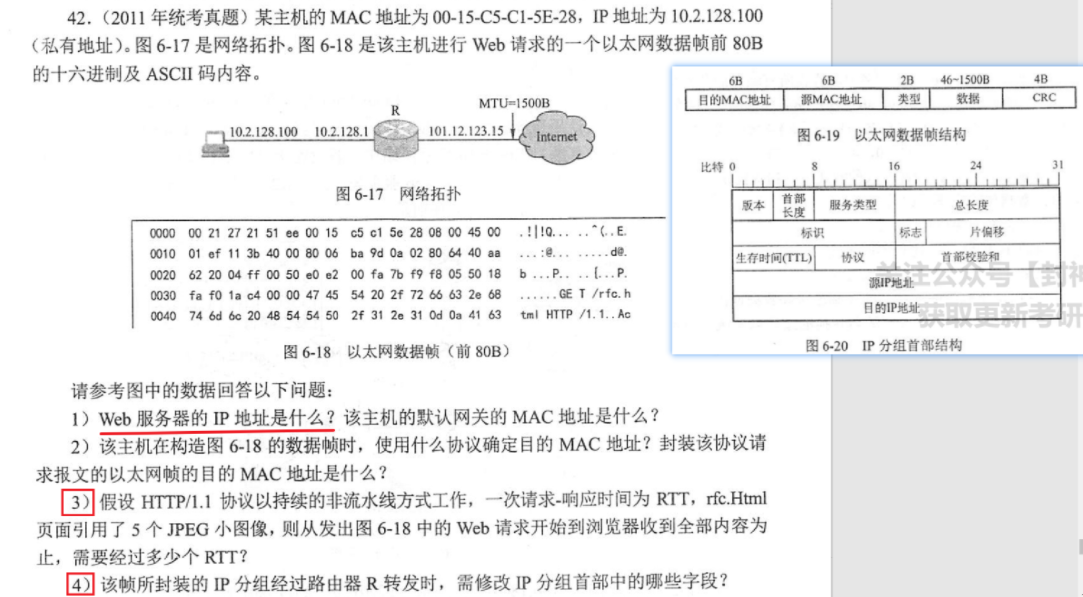 42.（2011 年统考真题）某主机的 MAC 地址为 00-15-C5-C1-5E-28，IP 地址为 10.2.128.100
（私有地址）。图 6-17 是网络拓扑。图 6-18 是该主机进行 Web 请求的一个以太网数据帧前 80B
的十六进制及 ASCII 码内容。
R
MTU=1500B
10.2.128.100
10.2.128.1
101.12.123.15
Internet
图 6-17 网络拓扑
0000 00 21 27 21 51 ee 00 15 c5 c1 5e 28 08 00 45 00 .!|!Q... ..^(..E.
0010 01 ef 11 3b 40 00 80 06 ba 9d 0a 02 80 64 40 aa ...:@... .....d@.
0020 62 20 04 ff 00 50 e0 e2 00 fa 7b f9 f8 05 50 18 b ...P.. ..{...P.
0030 fa f0 1a c4 00 00 47 45 54 20 2f 72 66 63 2e 68 ......GE T /rfc.h
0040 74 6d 6c 20 48 54 54 50 2f 31 2e 31 0d 0a 41 63 tml HTTP /1.1..Ac
图 6-18 以太网数据帧（前 80B）
6B 6B 2B 46~1500B 4B
目的MAC地址 源MAC地址 类型 数据 CRC
图 6-19 以太网数据帧结构
比特 0 8 16 24 31
版本 首部长度 服务类型 总长度
标识 标志 片偏移
生存时间(TTL) 协议 首部校验和
源IP地址
目的IP地址
关注公众号【封神
获取更新考研
图 6-20 IP 分组首部结构
请参考图中的数据回答以下问题：
1）Web 服务器的 IP 地址是什么？该主机的默认网关的 MAC 地址是什么？
2）该主机在构造图 6-18 的数据帧时，使用什么协议确定目的 MAC 地址？封装该协议请
求报文的以太网帧的目的 MAC 地址是什么？
3）假设 HTTP/1.1 协议以持续的非流水线方式工作，一次请求-响应时间为 RTT，rfc.Html
页面引用了 5 个 JPEG 小图像，则从发出图 6-18 中的 Web 请求开始到浏览器收到全部内容为
止，需要经过多少个 RTT？
4）该帧所封装的 IP 分组经过路由器 R 转发时，需修改 IP 分组首部中的哪些字段？